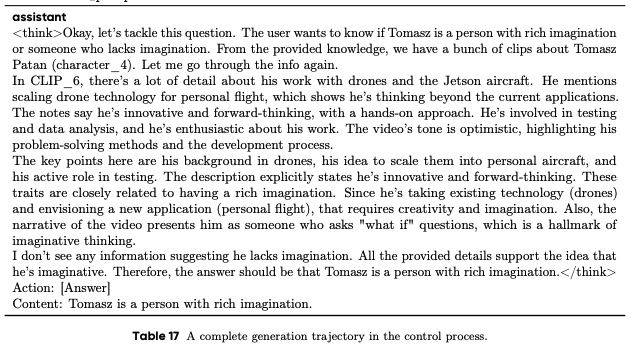 assistant
<think>Okay, let's tackle this question. The user wants to know if Tomasz is a person with rich imagination
or someone who lacks imagination. From the provided knowledge, we have a bunch of clips about Tomasz
Patan (character_4). Let me go through the info again.
In CLIP_6, there's a lot of detail about his work with drones and the Jetson aircraft. He mentions
scaling drone technology for personal flight, which shows he's thinking beyond the current applications.
The notes say he's innovative and forward-thinking, with a hands-on approach. He's involved in testing
and data analysis, and he's enthusiastic about his work. The video's tone is optimistic, highlighting his
problem-solving methods and the development process.
The key points here are his background in drones, his idea to scale them into personal aircraft, and
his active role in testing. The description explicitly states he's innovative and forward-thinking. These
traits are closely related to having a rich imagination. Since he's taking existing technology (drones)
and envisioning a new application (personal flight), that requires creativity and imagination. Also, the
narrative of the video presents him as someone who asks "what if" questions, which is a hallmark of
imaginative thinking.
I don't see any information suggesting he lacks imagination. All the provided details support the idea that
he's imaginative. Therefore, the answer should be that Tomasz is a person with rich imagination.</think>
Action: [Answer]
Content: Tomasz is a person with rich imagination.
Table 17 A complete generation trajectory in the control process.